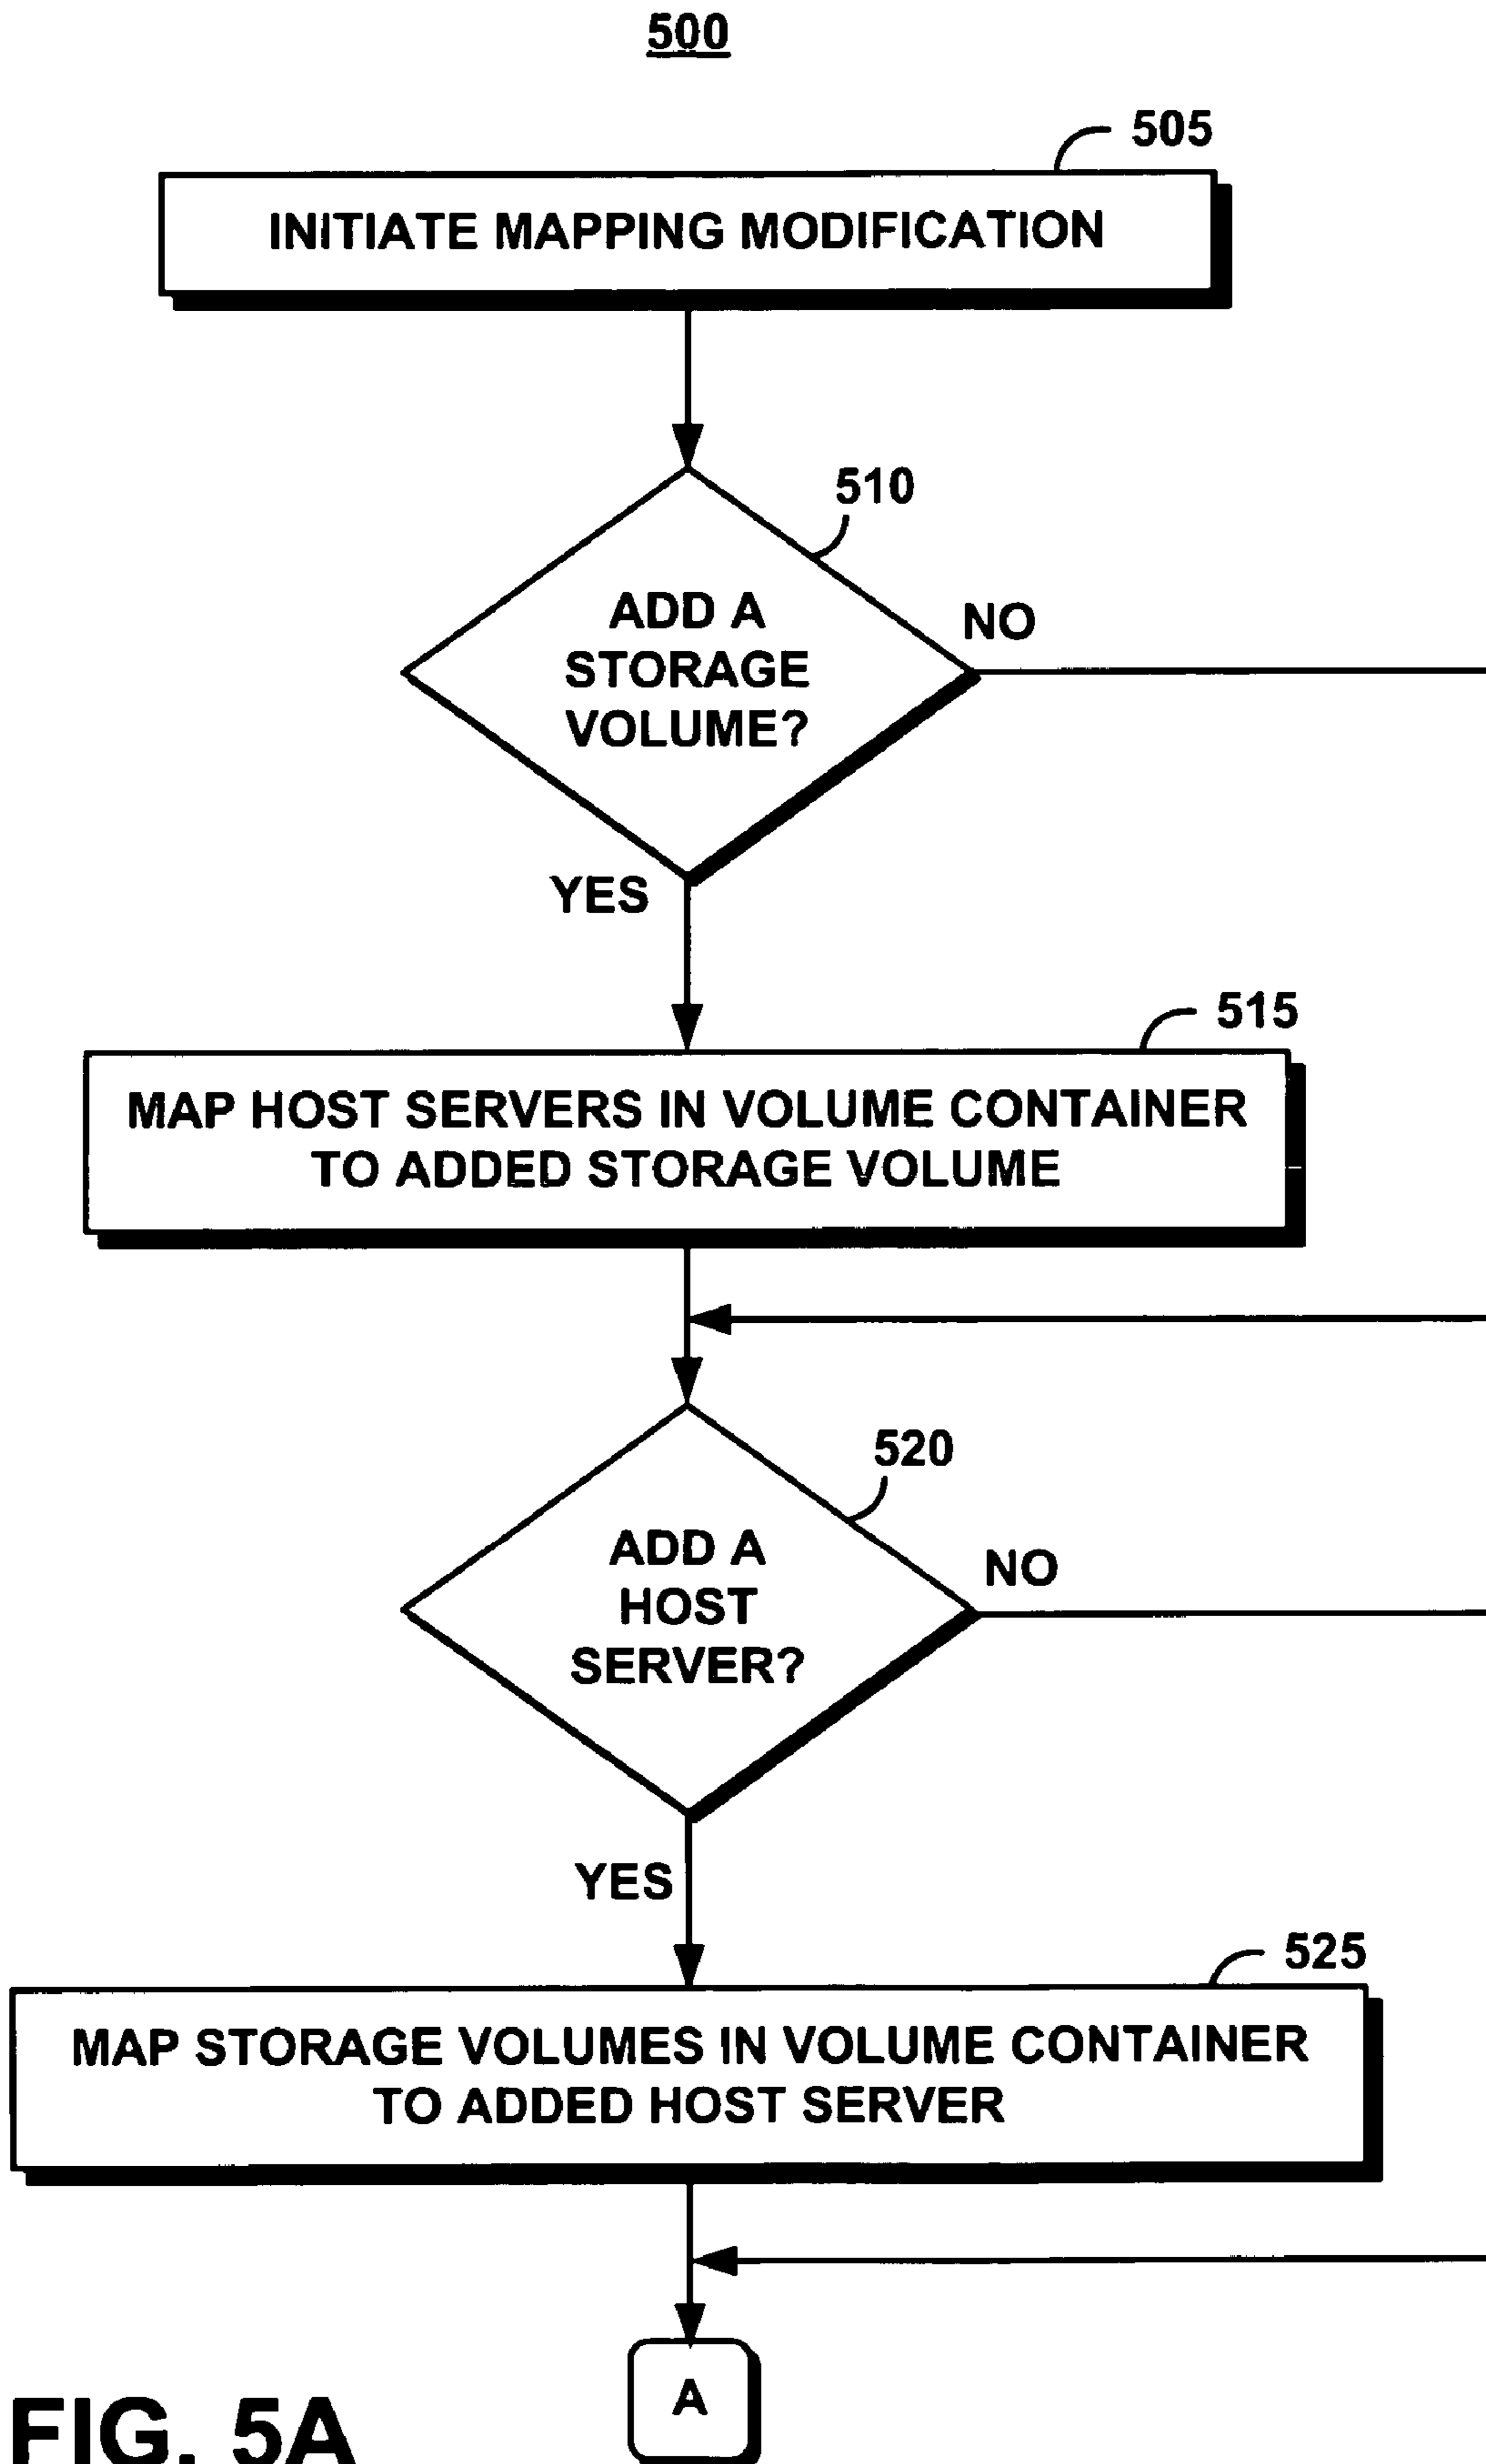 500
505
INITIATE MAPPING MODIFICATION
510
ADD A
STORAGE
VOLUME?
NO
YES
515
MAP HOST SERVERS IN VOLUME CONTAINER
TO ADDED STORAGE VOLUME
520
ADD A
HOST
SERVER?
NO
YES
525
MAP STORAGE VOLUMES IN VOLUME CONTAINER
TO ADDED HOST SERVER
A
FIG. 5A